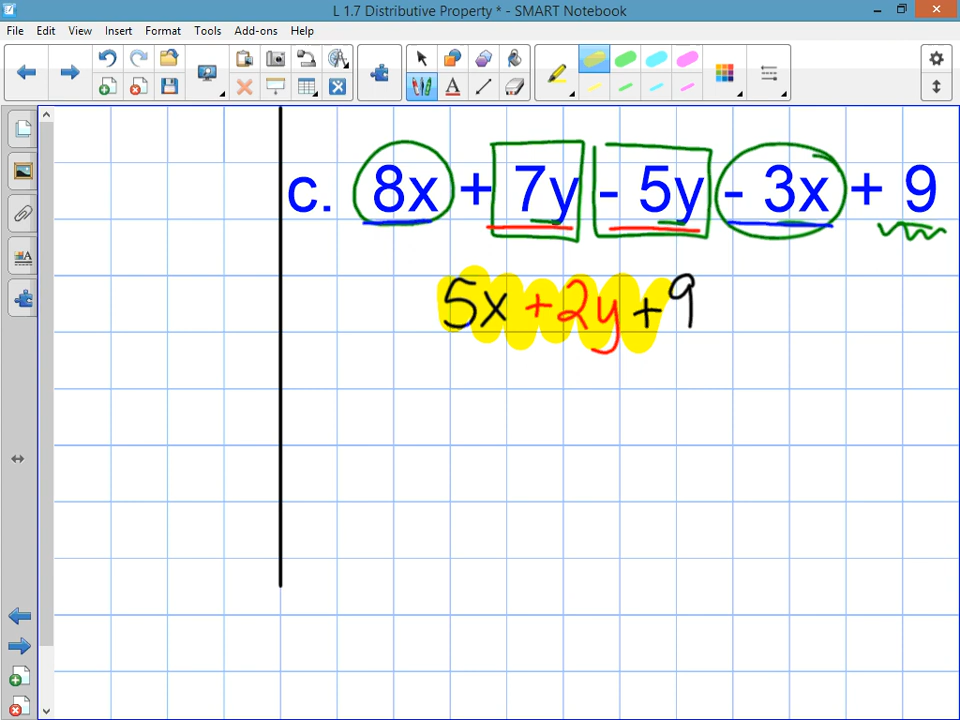 L 1.7 Distributive Property * - SMART Notebook
File Edit View Insert Format Tools Add-ons Help
c. 8x + 7y - 5y - 3x + 9
5x +2y +9